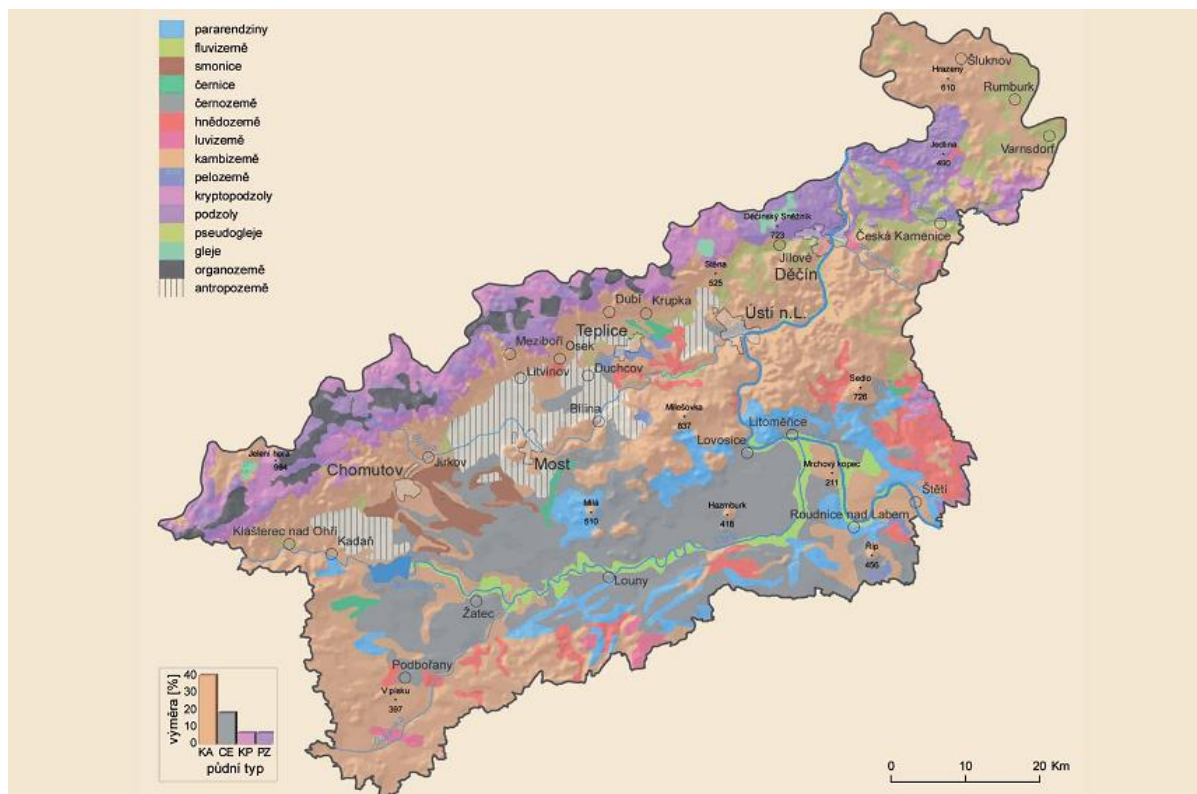 pararendziny
fluvizemě
smonice
černice
černozemě
hnědozemě
luvizemě
kambizemě
pelozemě
kryptopodzoly
podzoly
pseudogleje
gleje
organozemě
antropozemě
Šluknov
Hrazený
610
Rumburk
Varnsdorf
Jedlina
490
Děčínský Sněžník
723
Česká Kamenice
Jílové
Děčín
Stěna
525
Dubí
Krupka
Ústí n.L.
Teplice
Meziboří
Osek
Litvínov
Duchcov
Sedlo
726
Bílina
Milešovka
837
Litoměřice
Lovosice
Jelení hora
994
Jirkov
Most
Chomutov
Mrchový kopec
211
Štětí
Milá
510
Hazmburk
418
Roudnice nad Labem
Klášterec nad Ohří
Kadaň
Říp
456
Louny
Žatec
Podbořany
V písku
397
výměra [%]
40
30
20
10
0
KA CE KP PZ
půdní typ
0 10 20 Km